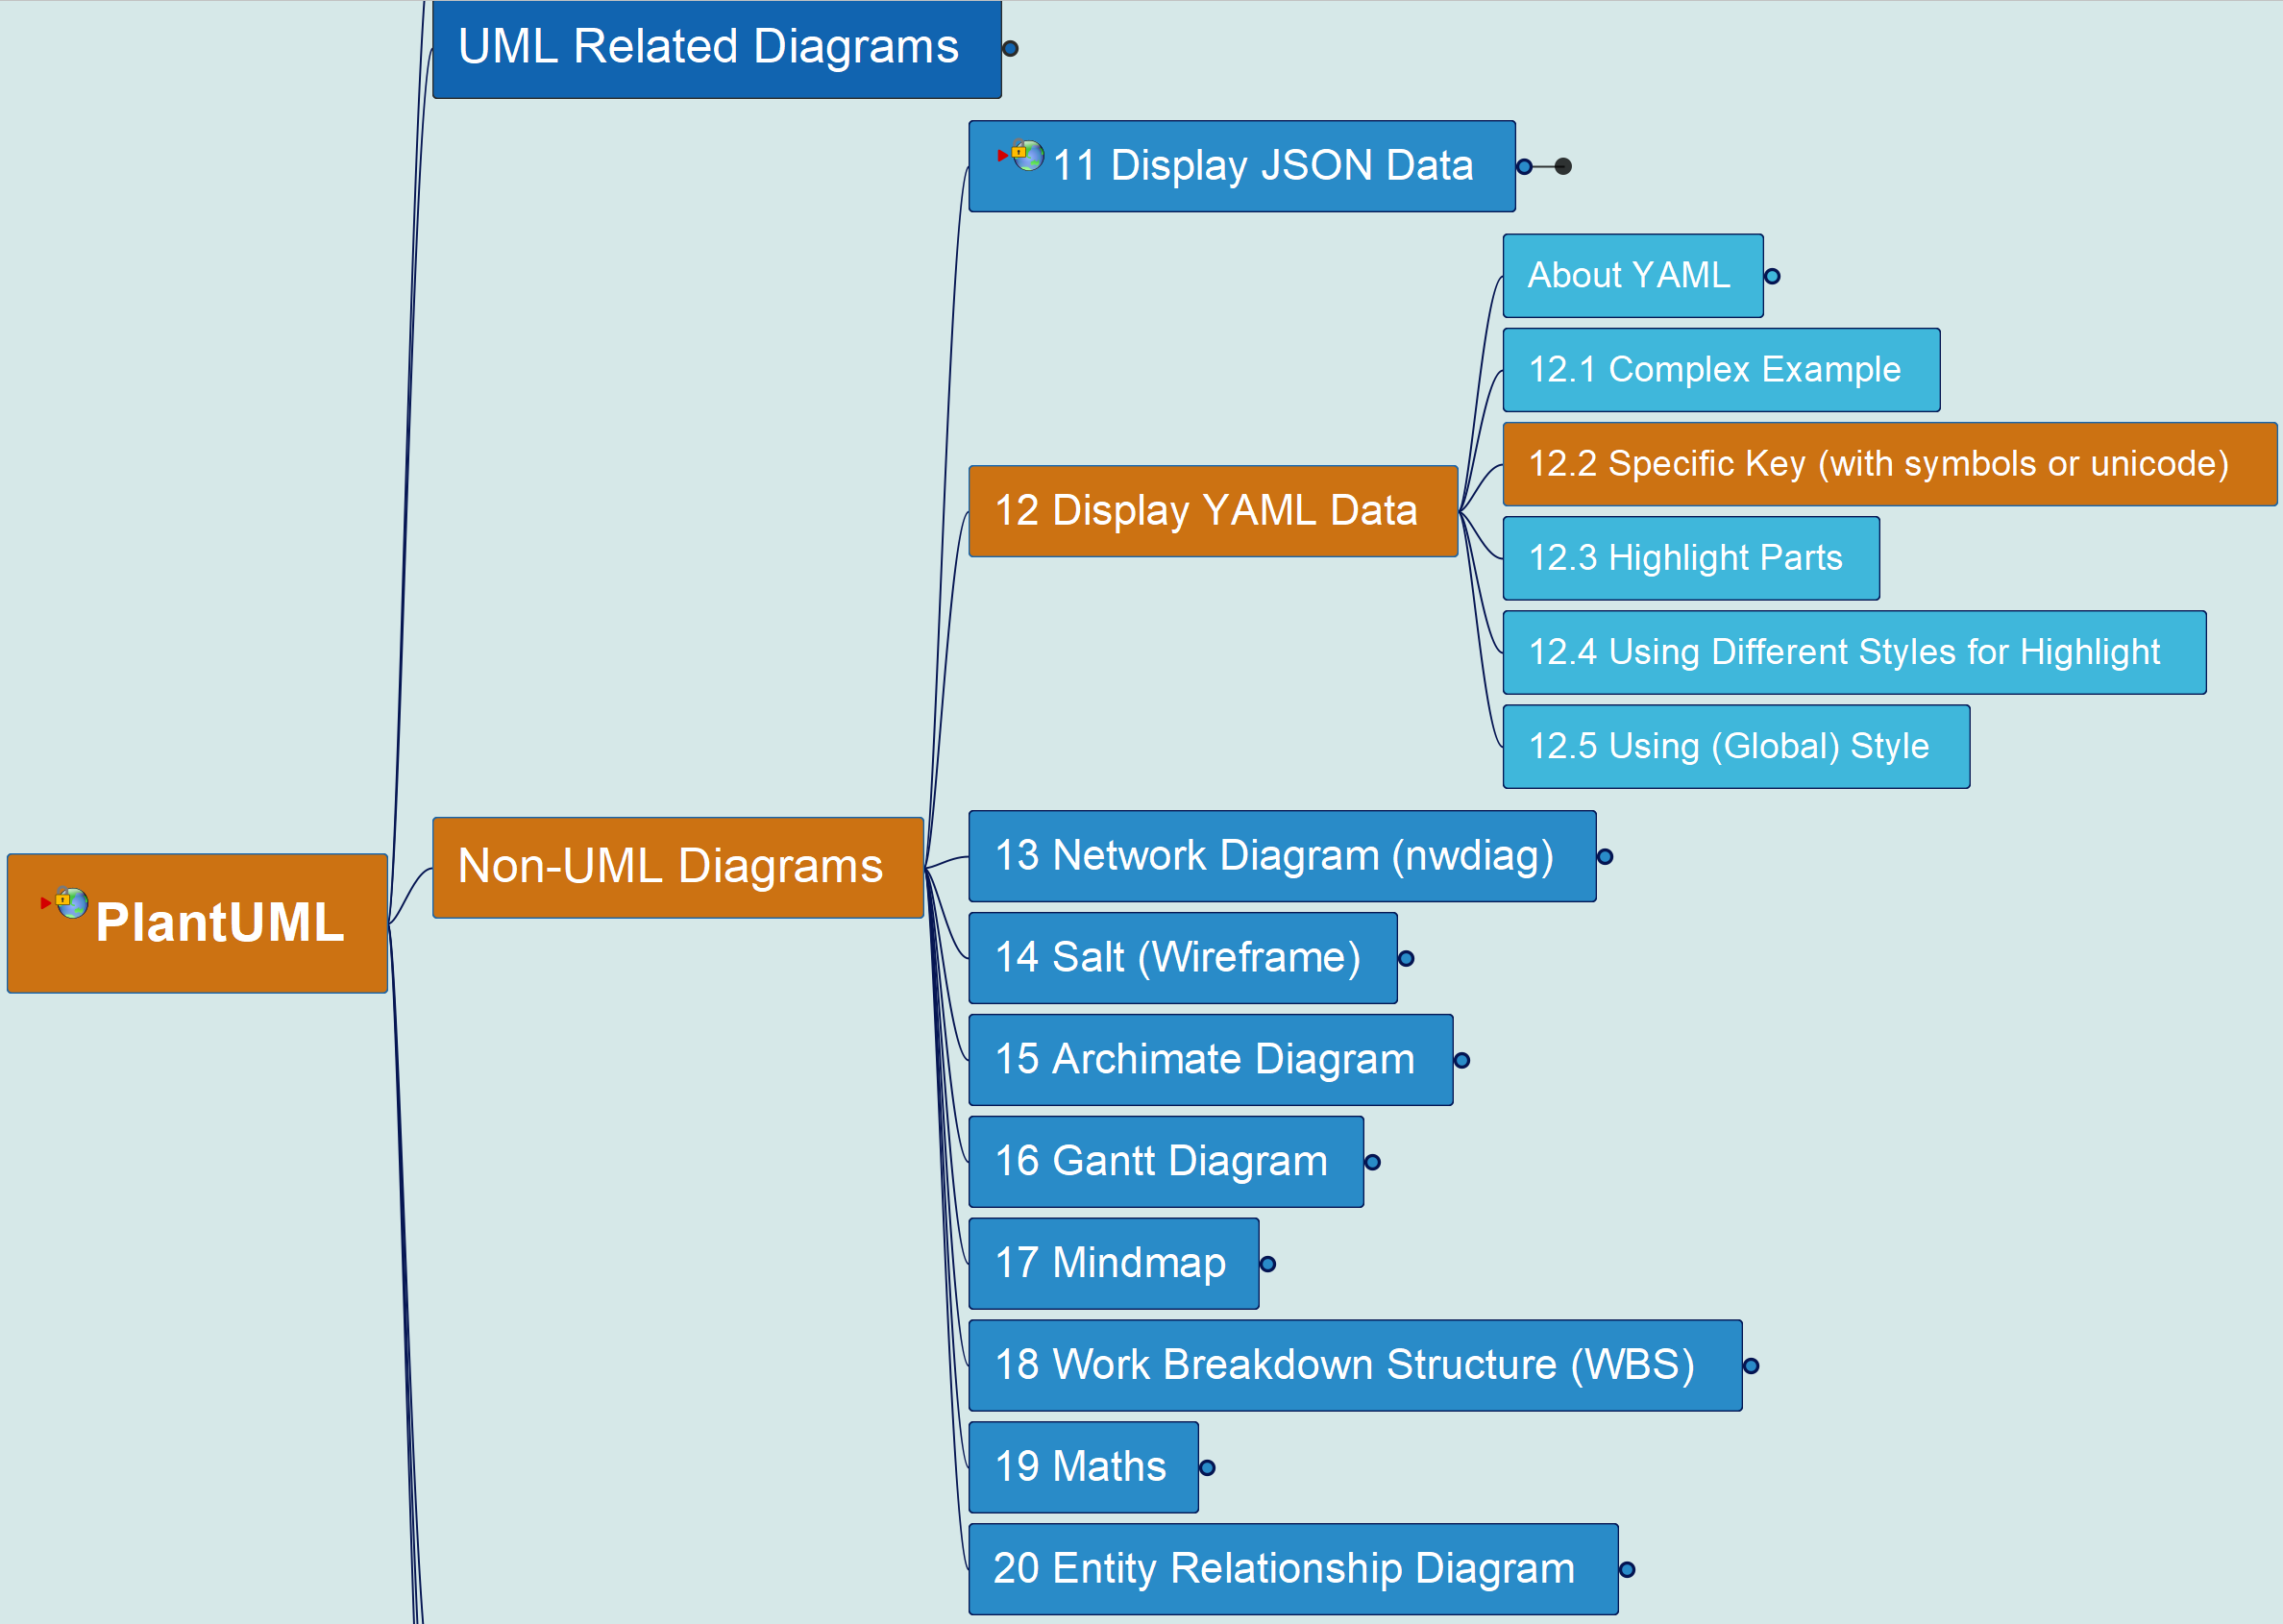 UML Related Diagrams
11 Display JSON Data
About YAML
12.1 Complex Example
12.2 Specific Key (with symbols or unicode)
12 Display YAML Data
12.3 Highlight Parts
12.4 Using Different Styles for Highlight
12.5 Using (Global) Style
Non-UML Diagrams
13 Network Diagram (nwdiag)
PlantUML
14 Salt (Wireframe)
15 Archimate Diagram
16 Gantt Diagram
17 Mindmap
18 Work Breakdown Structure (WBS)
19 Maths
20 Entity Relationship Diagram